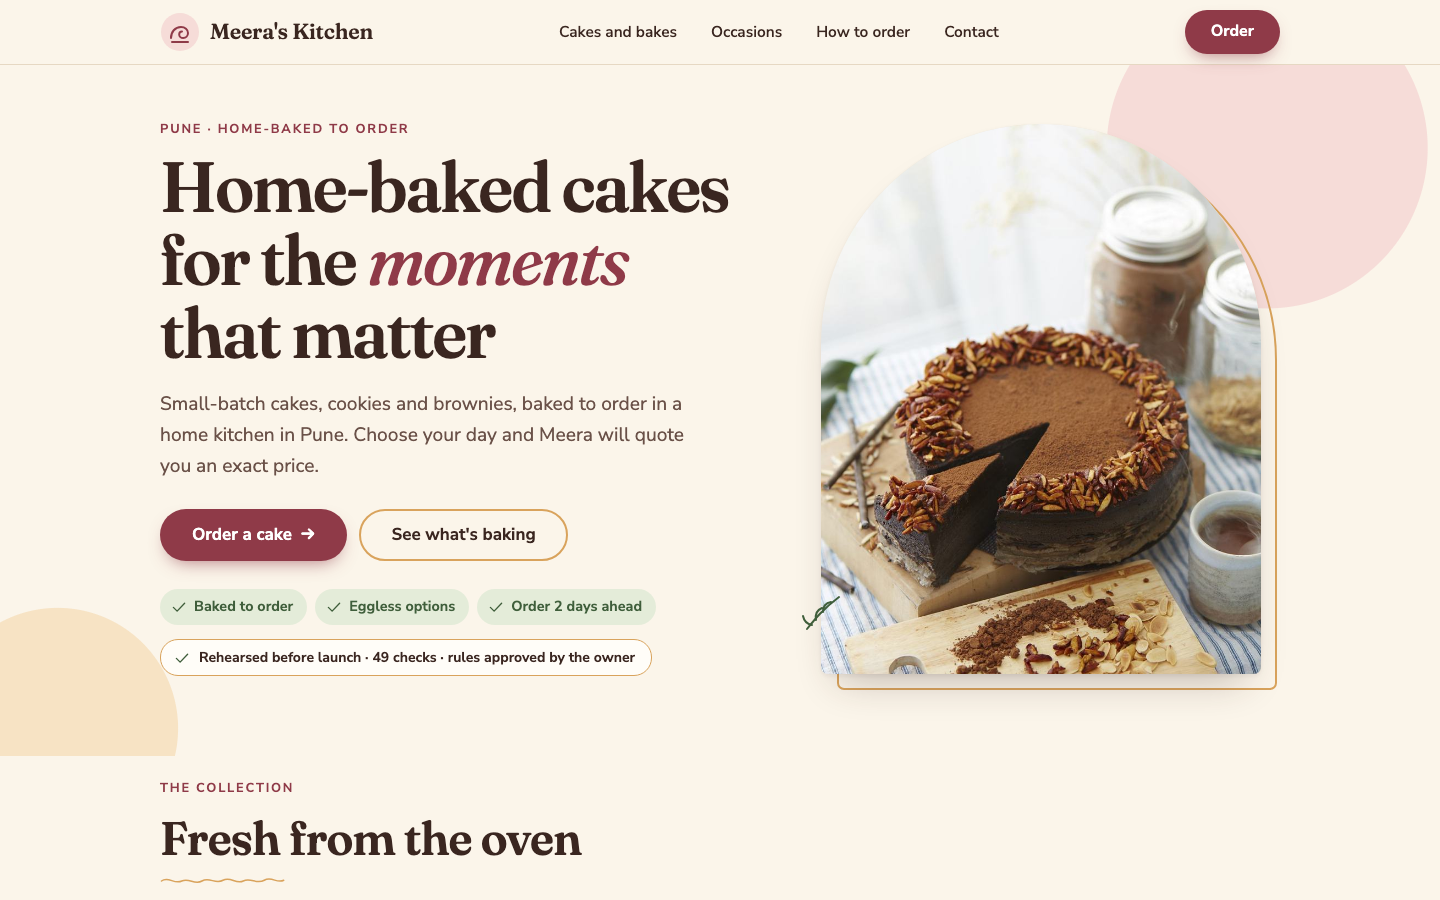 Meera's Kitchen
Cakes and bakes
Occasions
How to order
Contact
Order
PUNE · HOME-BAKED TO ORDER
Home-baked cakes
for the moments
that matter
Small-batch cakes, cookies and brownies, baked to order in a
home kitchen in Pune. Choose your day and Meera will quote
you an exact price.
Order a cake →
See what's baking
Baked to order
Eggless options
Order 2 days ahead
Rehearsed before launch · 49 checks · rules approved by the owner
THE COLLECTION
Fresh from the oven